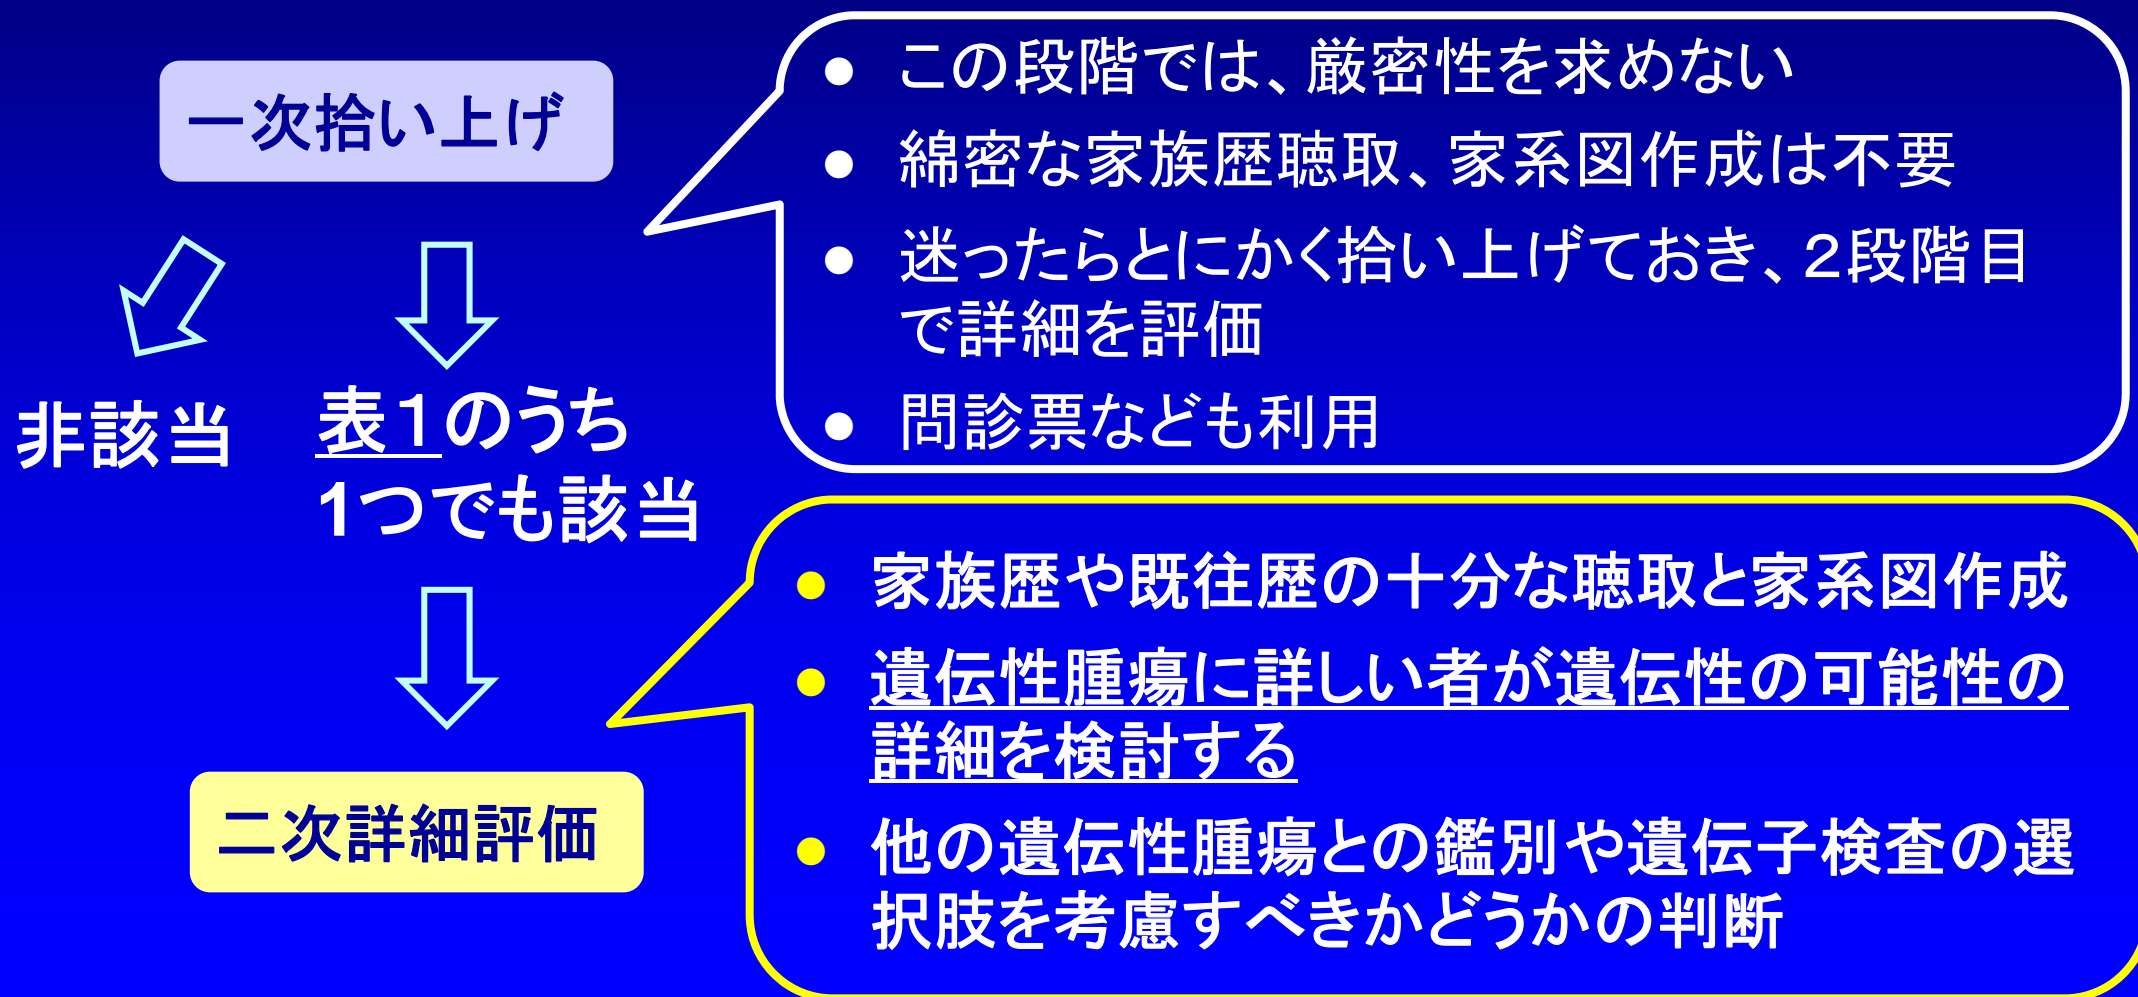 一次拾い上げ
非該当
表１のうち
1つでも該当
二次詳細評価
● この段階では、厳密性を求めない
● 綿密な家族歴聴取、家系図作成は不要
● 迷ったらとにかく拾い上げておき、２段階目
で詳細を評価
● 問診票なども利用
● 家族歴や既往歴の十分な聴取と家系図作成
● 遺伝性腫瘍に詳しい者が遺伝性の可能性の
詳細を検討する
● 他の遺伝性腫瘍との鑑別や遺伝子検査の選
択肢を考慮すべきかどうかの判断